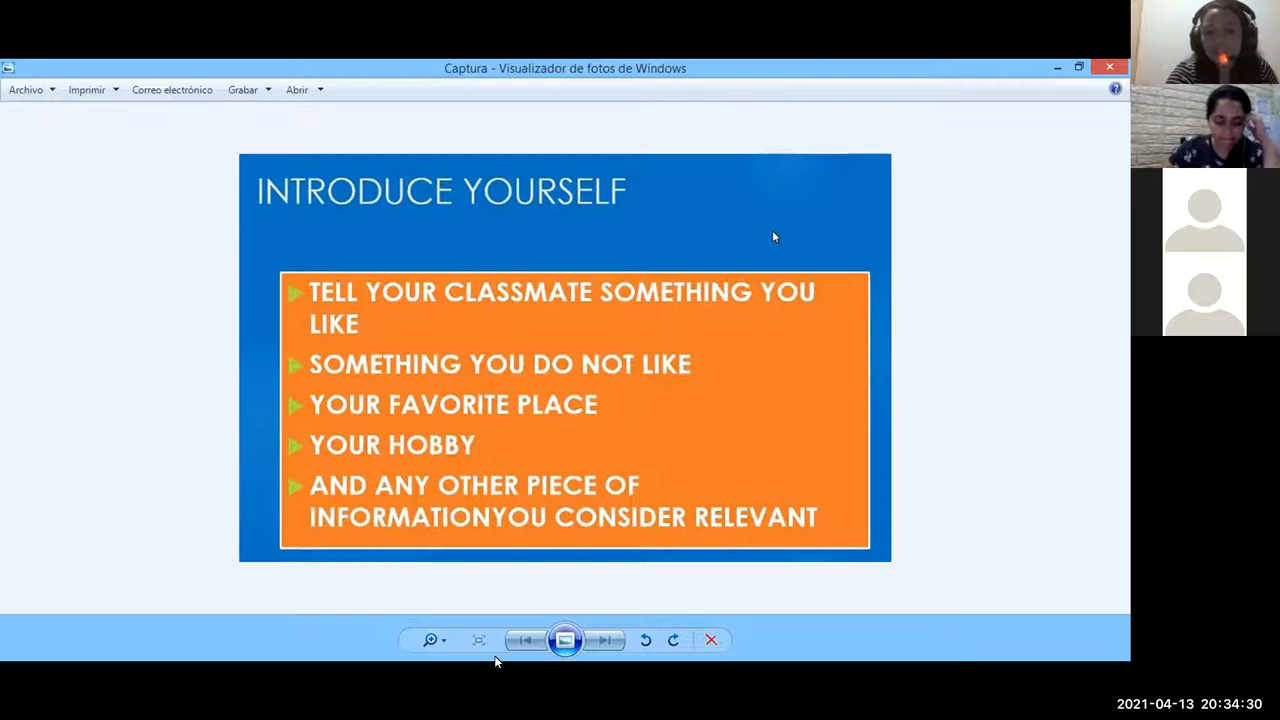 Captura - Visualizador de fotos de Windows
Archivo Imprimir Correo electrónico Grabar Abrir
INTRODUCE YOURSELF
TELL YOUR CLASSMATE SOMETHING YOU
LIKE
SOMETHING YOU DO NOT LIKE
YOUR FAVORITE PLACE
YOUR HOBBY
AND ANY OTHER PIECE OF
INFORMATIONYOU CONSIDER RELEVANT
2021-04-13 20:34:30